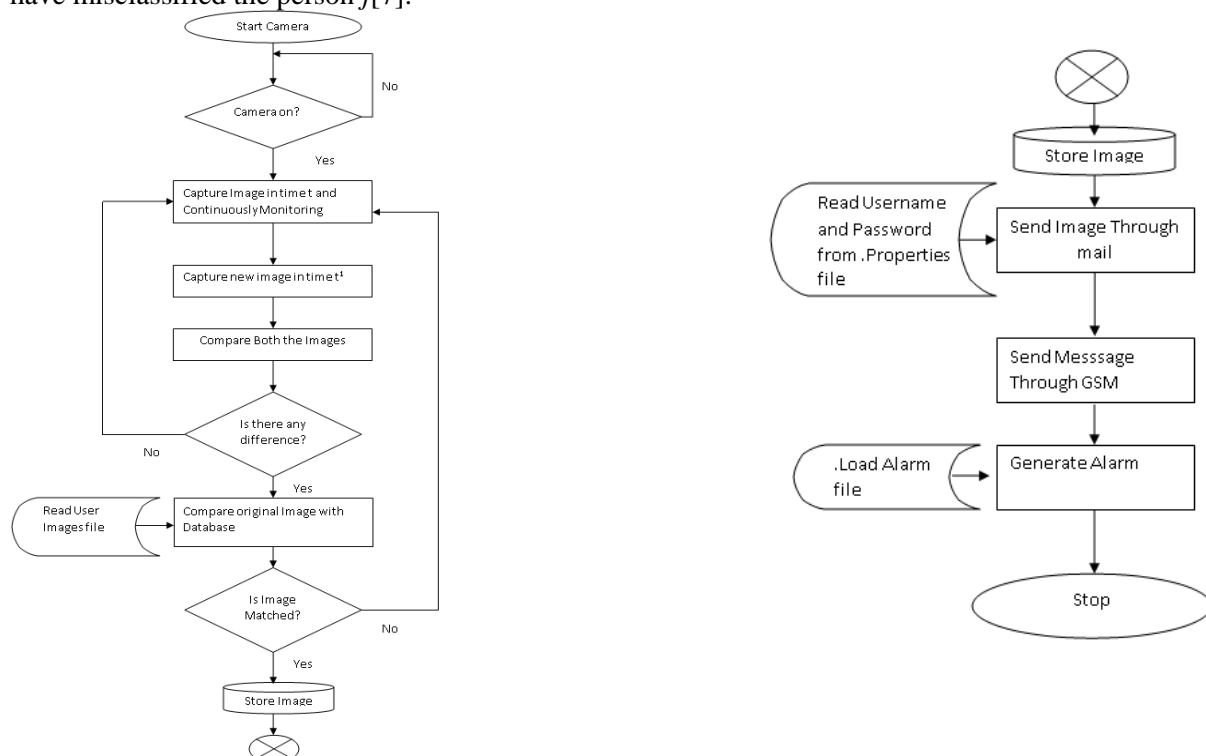 have misclassified the person j[7].
Start Camera
No
Camera on?
Yes
Capture Image in time t and
Continuously Monitoring
Capture new image in time t¹
Compare Both the Images
Is there any
difference?
No
Yes
Read User
Images file
Compare original Image with
Database
Is Image
Matched?
No
Yes
Store Image
Store Image
Read Username
and Password
from .Properties
file
Send Image Through
mail
Send Messsage
Through GSM
.Load Alarm
file
Generate Alarm
Stop